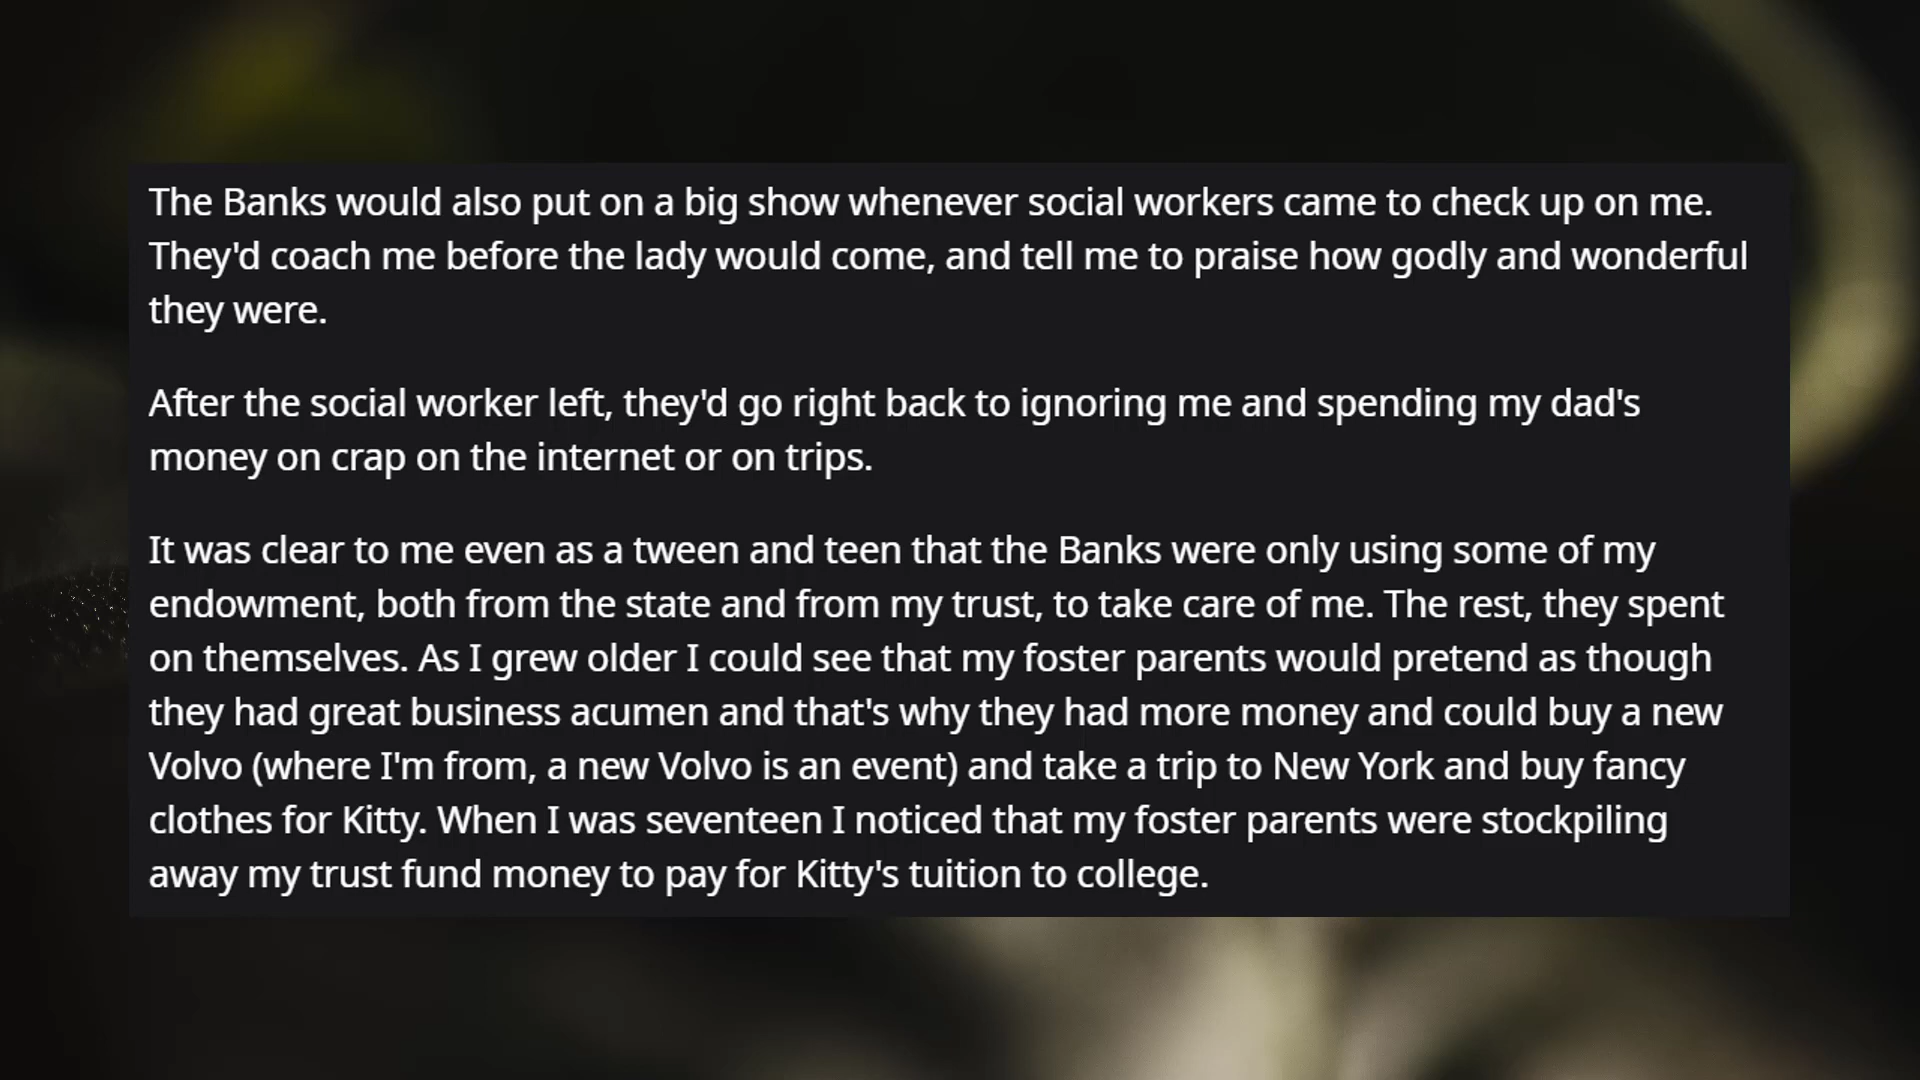 The Banks would also put on a big show whenever social workers came to check up on me.
They'd coach me before the lady would come, and tell me to praise how godly and wonderful
they were.
After the social worker left, they'd go right back to ignoring me and spending my dad's
money on crap on the internet or on trips.
It was clear to me even as a tween and teen that the Banks were only using some of my
endowment, both from the state and from my trust, to take care of me. The rest, they spent
on themselves. As I grew older I could see that my foster parents would pretend as though
they had great business acumen and that's why they had more money and could buy a new
Volvo (where I'm from, a new Volvo is an event) and take a trip to New York and buy fancy
clothes for Kitty. When I was seventeen I noticed that my foster parents were stockpiling
away my trust fund money to pay for Kitty's tuition to college.